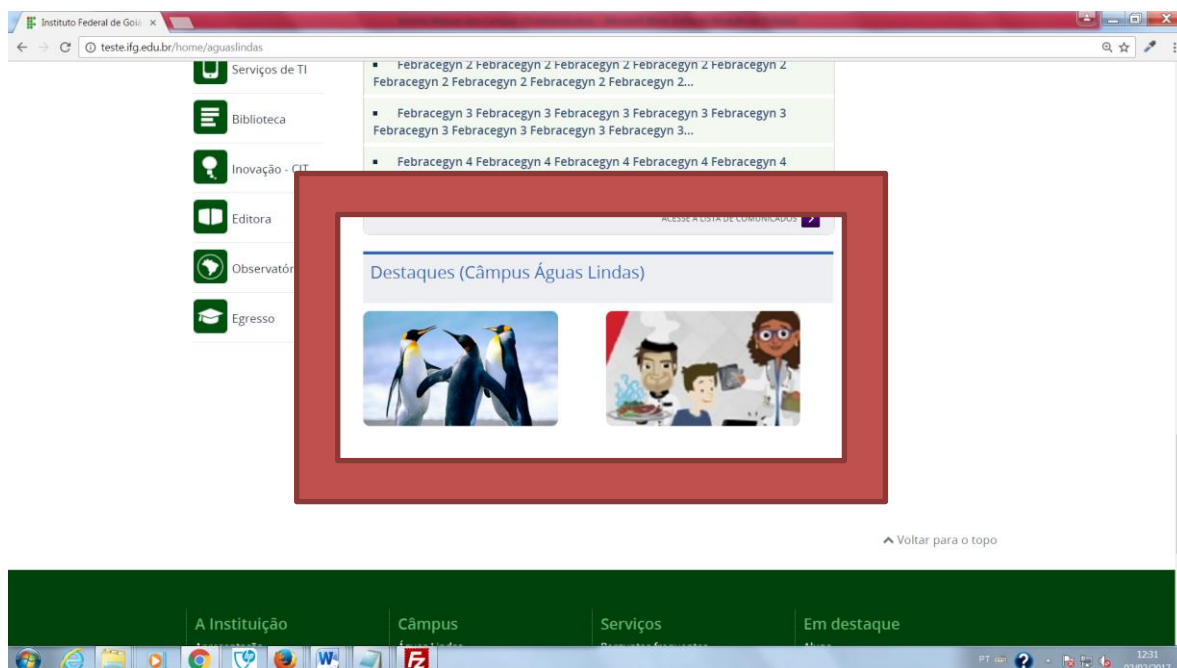 Instituto Federal de Goiá
teste.ifg.edu.br/home/aguaslindas
Serviços de TI
Biblioteca
Inovação - CIT
Editora
Observatór
Egresso
Febracegyn 2 Febracegyn 2 Febracegyn 2 Febracegyn 2 Febracegyn 2
Febracegyn 2 Febracegyn 2 Febracegyn 2 Febracegyn 2...
Febracegyn 3 Febracegyn 3 Febracegyn 3 Febracegyn 3 Febracegyn 3
Febracegyn 3 Febracegyn 3 Febracegyn 3 Febracegyn 3...
Febracegyn 4 Febracegyn 4 Febracegyn 4 Febracegyn 4 Febracegyn 4
ACESSE A LISTA DE COMUNICADOS
Destaques (Câmpus Águas Lindas)
Voltar para o topo
A Instituição
Câmpus
Serviços
Em destaque
PT
12:31
02/02/2017